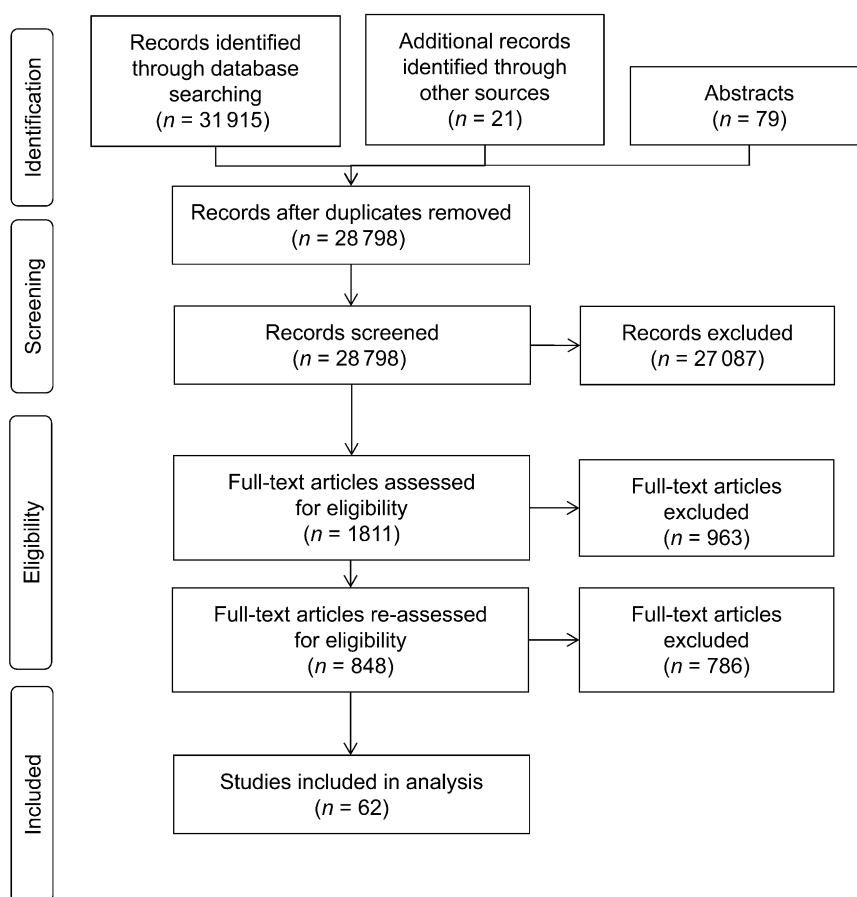 Identification
Records identified
through database
searching
(n = 31 915)
Additional records
identified through
other sources
(n = 21)
Abstracts
(n = 79)
Records after duplicates removed
(n = 28 798)
Screening
Records screened
(n = 28 798)
Records excluded
(n = 27 087)
Eligibility
Full-text articles assessed
for eligibility
(n = 1811)
Full-text articles
excluded
(n = 963)
Full-text articles re-assessed
for eligibility
(n = 848)
Full-text articles
excluded
(n = 786)
Included
Studies included in analysis
(n = 62)